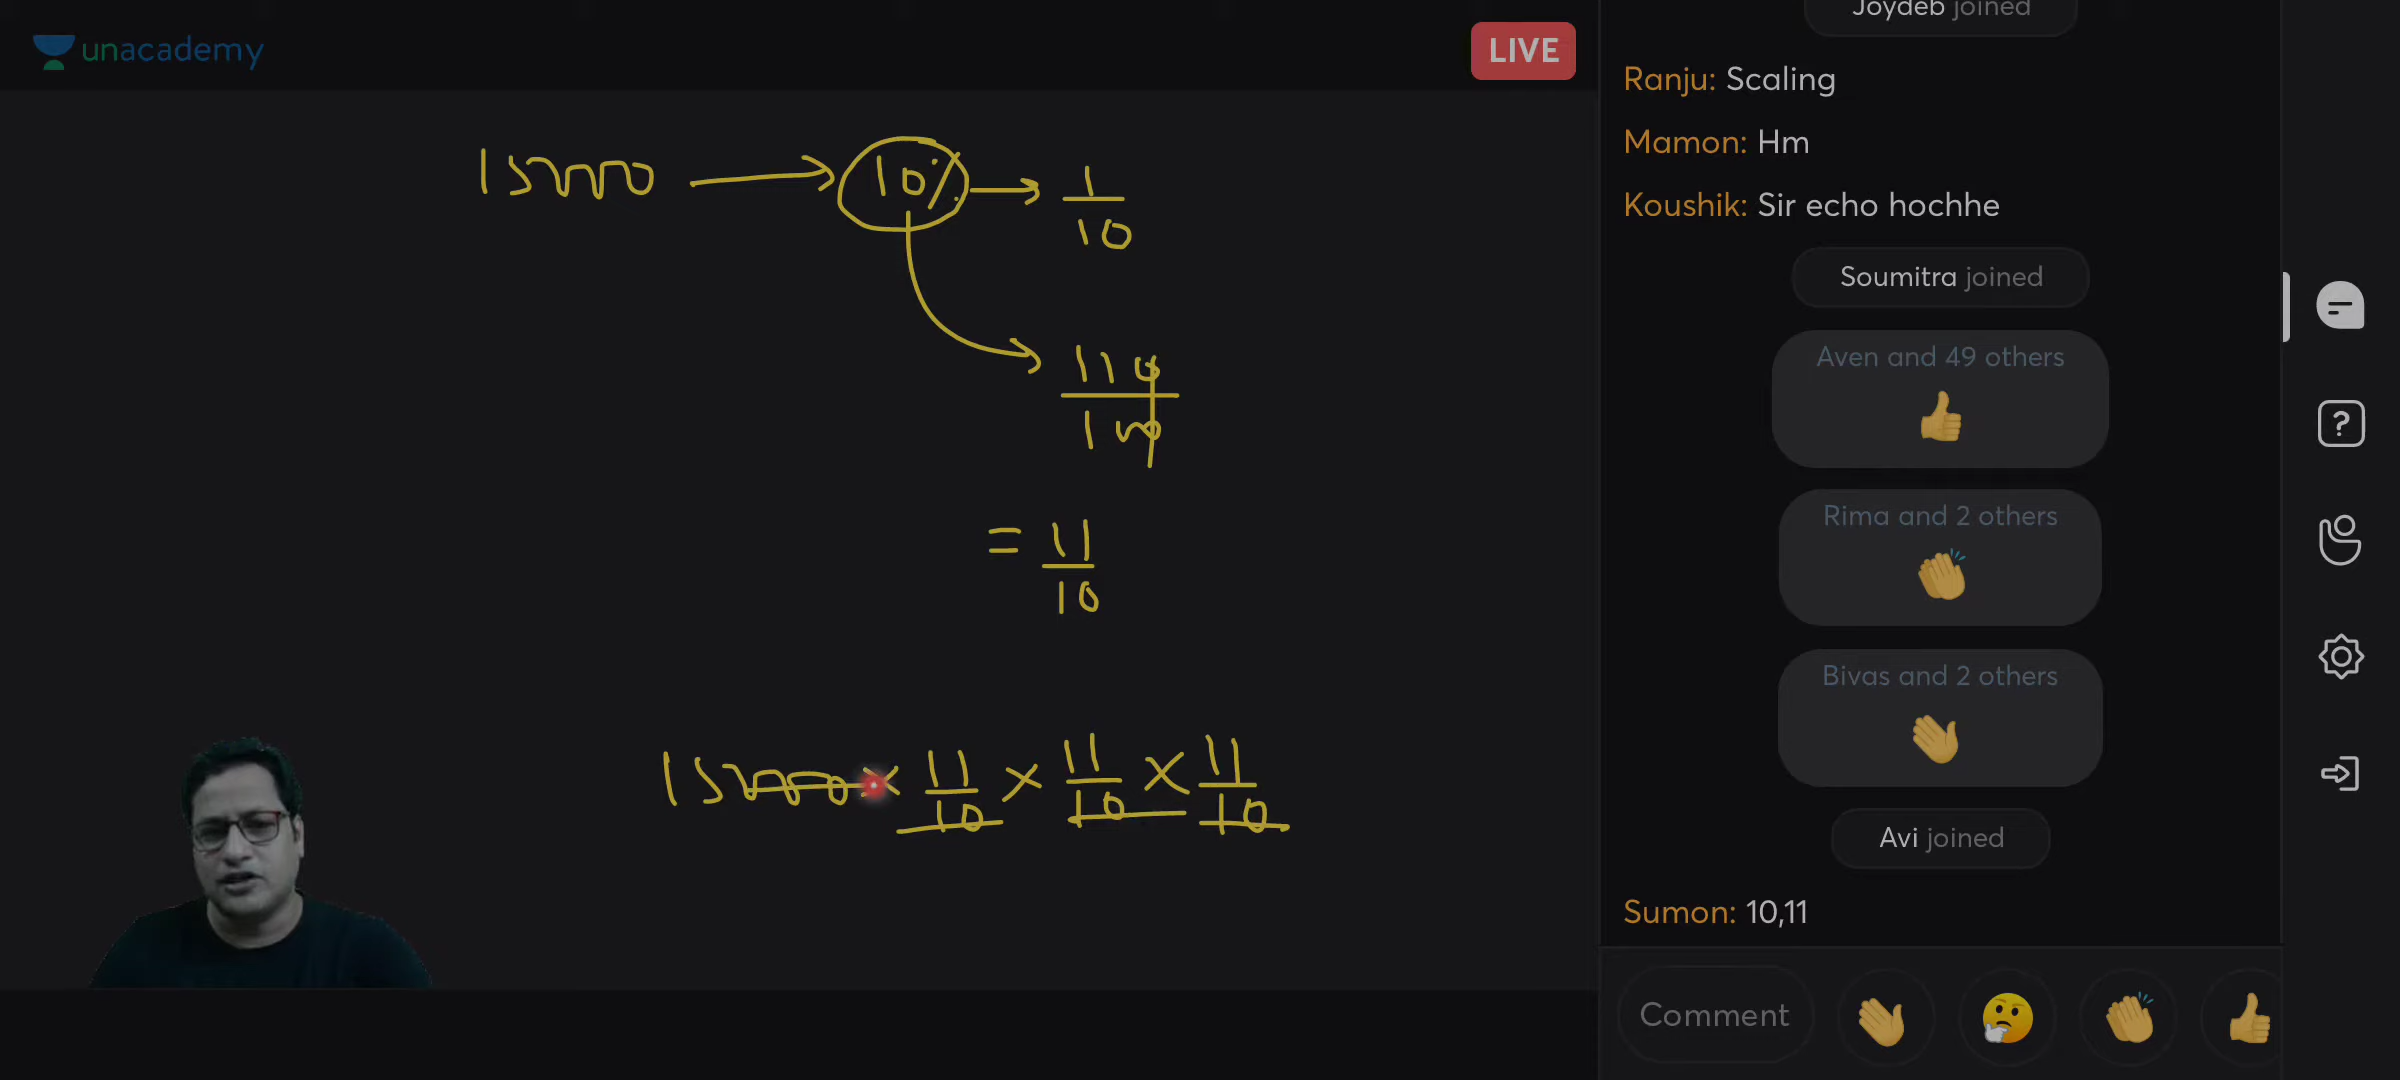 unacademy
LIVE
15000 → 10% → 1/10
110/100
= 11/10
15000 × 11/10 × 11/10 × 11/10
Joydeb joined
Ranju: Scaling
Mamon: Hm
Koushik: Sir echo hochhe
Soumitra joined
Aven and 49 others
Rima and 2 others
Bivas and 2 others
Avi joined
Sumon: 10,11
Comment
?